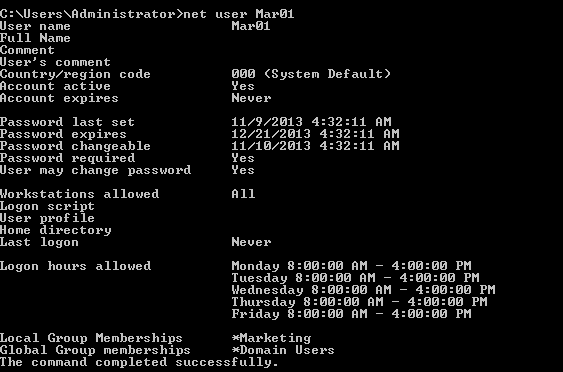 C:\Users\Administrator>net user Mar01
User name                    Mar01
Full Name
Comment
User's comment
Country/region code          000 (System Default)
Account active               Yes
Account expires              Never

Password last set            11/9/2013 4:32:11 AM
Password expires             12/21/2013 4:32:11 AM
Password changeable          11/10/2013 4:32:11 AM
Password required            Yes
User may change password     Yes

Workstations allowed         All
Logon script
User profile
Home directory
Last logon                   Never

Logon hours allowed          Monday 8:00:00 AM - 4:00:00 PM
                             Tuesday 8:00:00 AM - 4:00:00 PM
                             Wednesday 8:00:00 AM - 4:00:00 PM
                             Thursday 8:00:00 AM - 4:00:00 PM
                             Friday 8:00:00 AM - 4:00:00 PM

Local Group Memberships      *Marketing
Global Group memberships     *Domain Users
The command completed successfully.